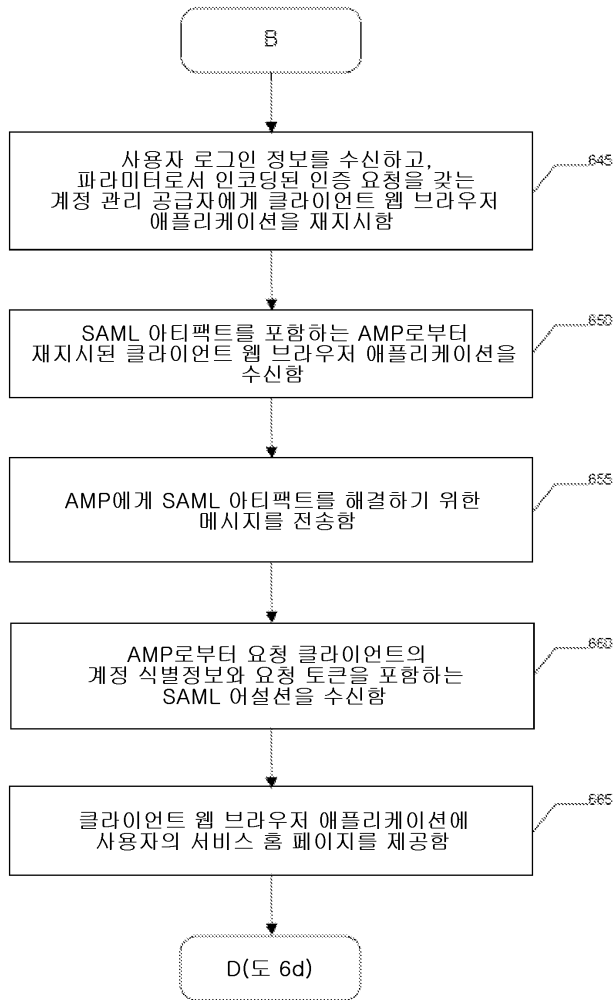 B
사용자 로그인 정보를 수신하고,
파라미터로서 인코딩된 인증 요청을 갖는
계정 관리 공급자에게 클라이언트 웹 브라우저
애플리케이션을 재지시함
645
SAML 아티팩트를 포함하는 AMP로부터
재지시된 클라이언트 웹 브라우저 애플리케이션을
수신함
650
AMP에게 SAML 아티팩트를 해결하기 위한
메시지를 전송함
655
AMP로부터 요청 클라이언트의
계정 식별정보와 요청 토큰을 포함하는
SAML 어설션을 수신함
660
클라이언트 웹 브라우저 애플리케이션에
사용자의 서비스 홈 페이지를 제공함
665
D(도 6d)